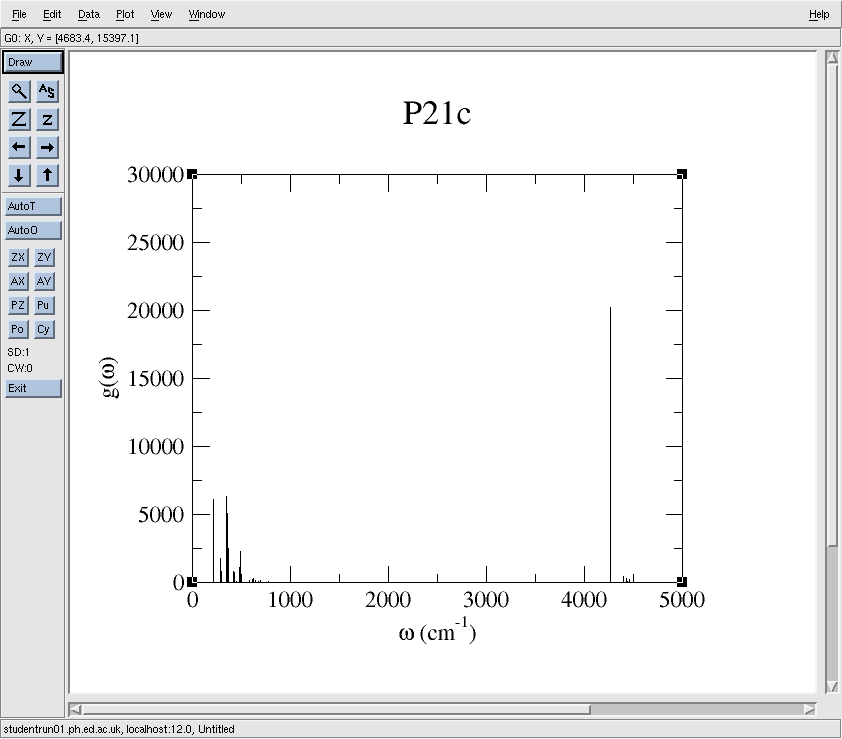 File Edit Data Plot View Window Help
G0: X, Y = [4683.4, 15397.1]
Draw
AS
Z z
AutoT
AutoO
ZX ZY
AX AY
PZ Pu
Po Cy
SD:1
CW:0
Exit
P21c
30000
25000
20000
15000
10000
5000
0
g(ω)
0 1000 2000 3000 4000 5000
ω (cm⁻¹)
studentrun01.ph.ed.ac.uk, localhost:12.0, Untitled